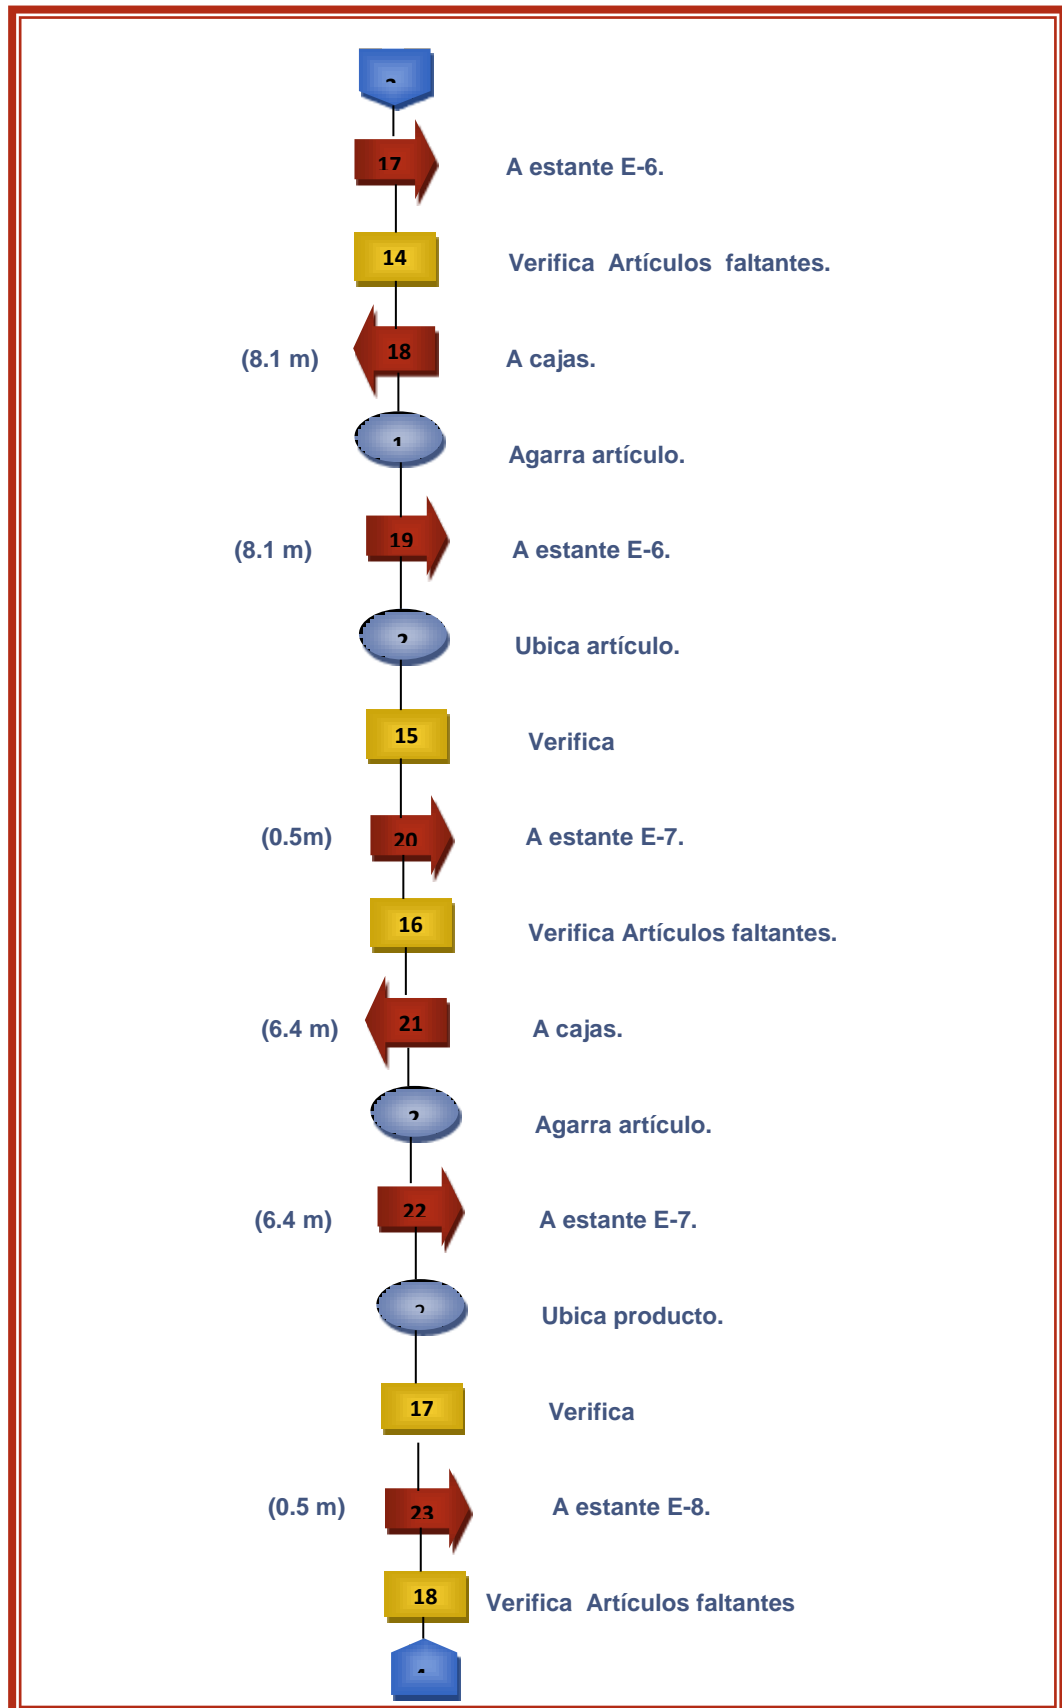 17 A estante E-6.
14 Verifica Artículos faltantes.
(8.1 m) 18 A cajas.
Agarra artículo.
(8.1 m) 19 A estante E-6.
Ubica artículo.
15 Verifica
(0.5m) 20 A estante E-7.
16 Verifica Artículos faltantes.
(6.4 m) 21 A cajas.
Agarra artículo.
(6.4 m) 22 A estante E-7.
Ubica producto.
17 Verifica
(0.5 m) 23 A estante E-8.
18 Verifica Artículos faltantes